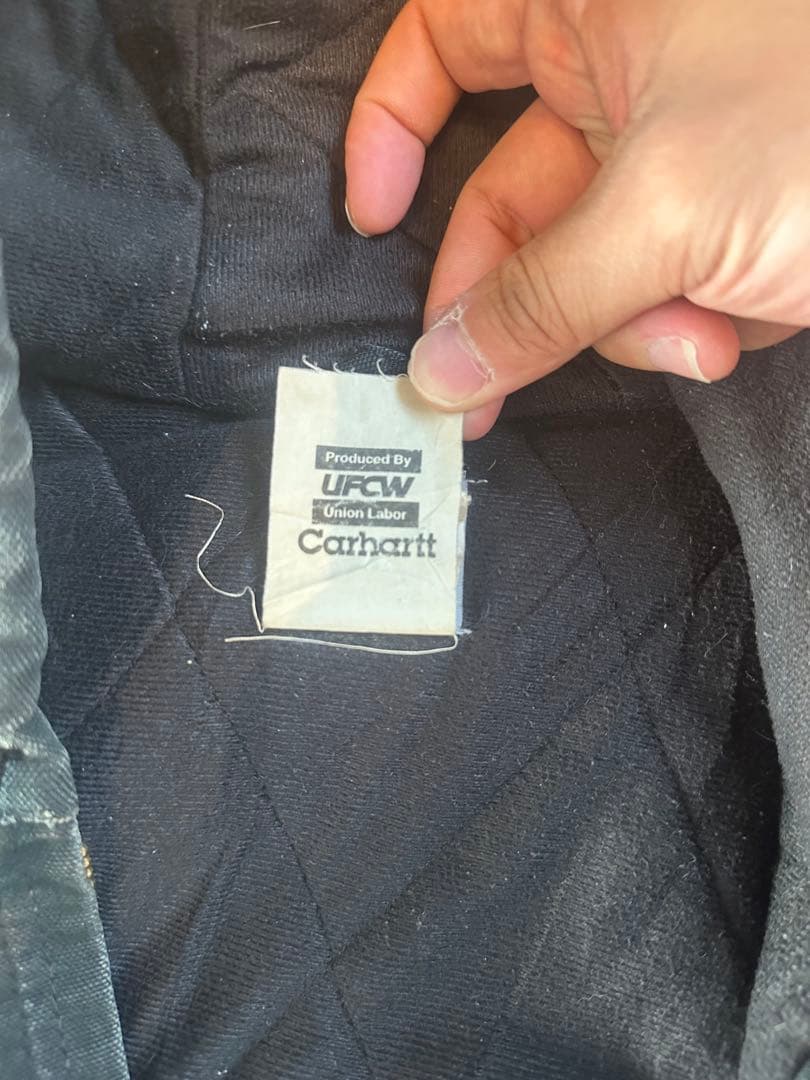 Produced By
UFCW
Union Labor
Carhartt